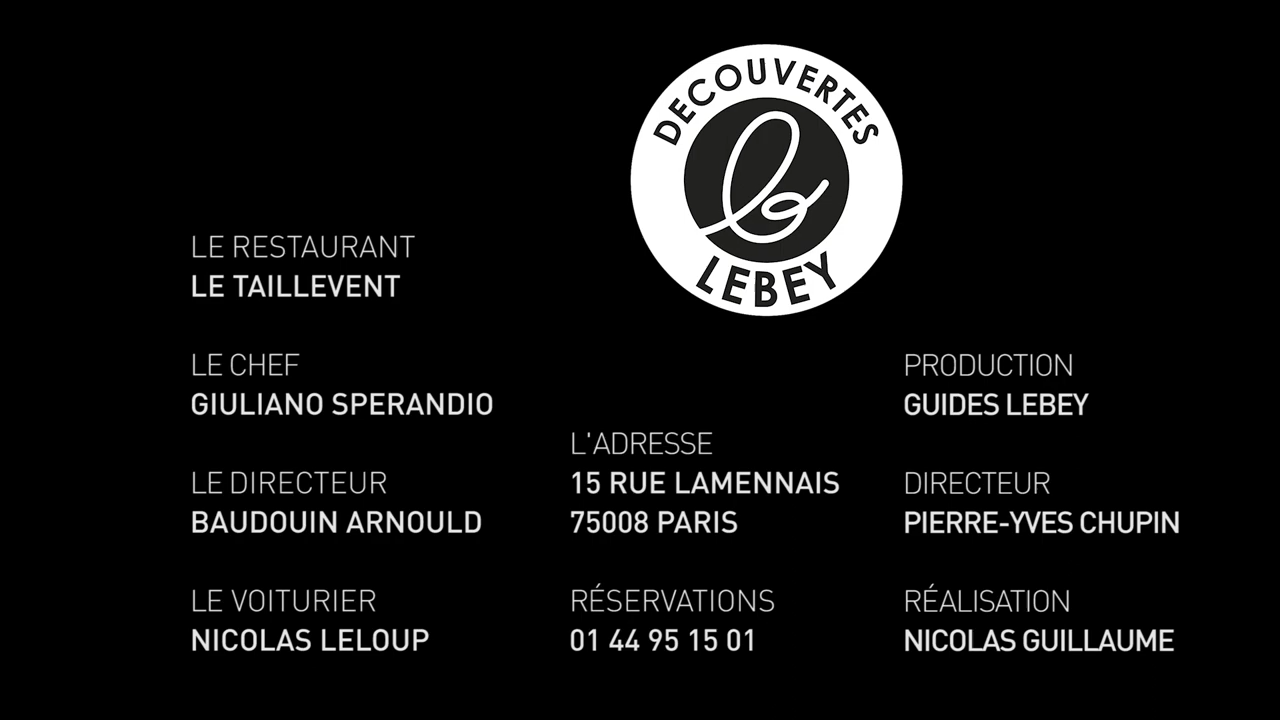 DECOUVERTES
LEBEY
LE RESTAURANT
LE TAILLEVENT
LE CHEF
GIULIANO SPERANDIO
LE DIRECTEUR
BAUDOUIN ARNOULD
LE VOITURIER
NICOLAS LELOUP
L'ADRESSE
15 RUE LAMENNAIS
75008 PARIS
RÉSERVATIONS
01 44 95 15 01
PRODUCTION
GUIDES LEBEY
DIRECTEUR
PIERRE-YVES CHUPIN
RÉALISATION
NICOLAS GUILLAUME